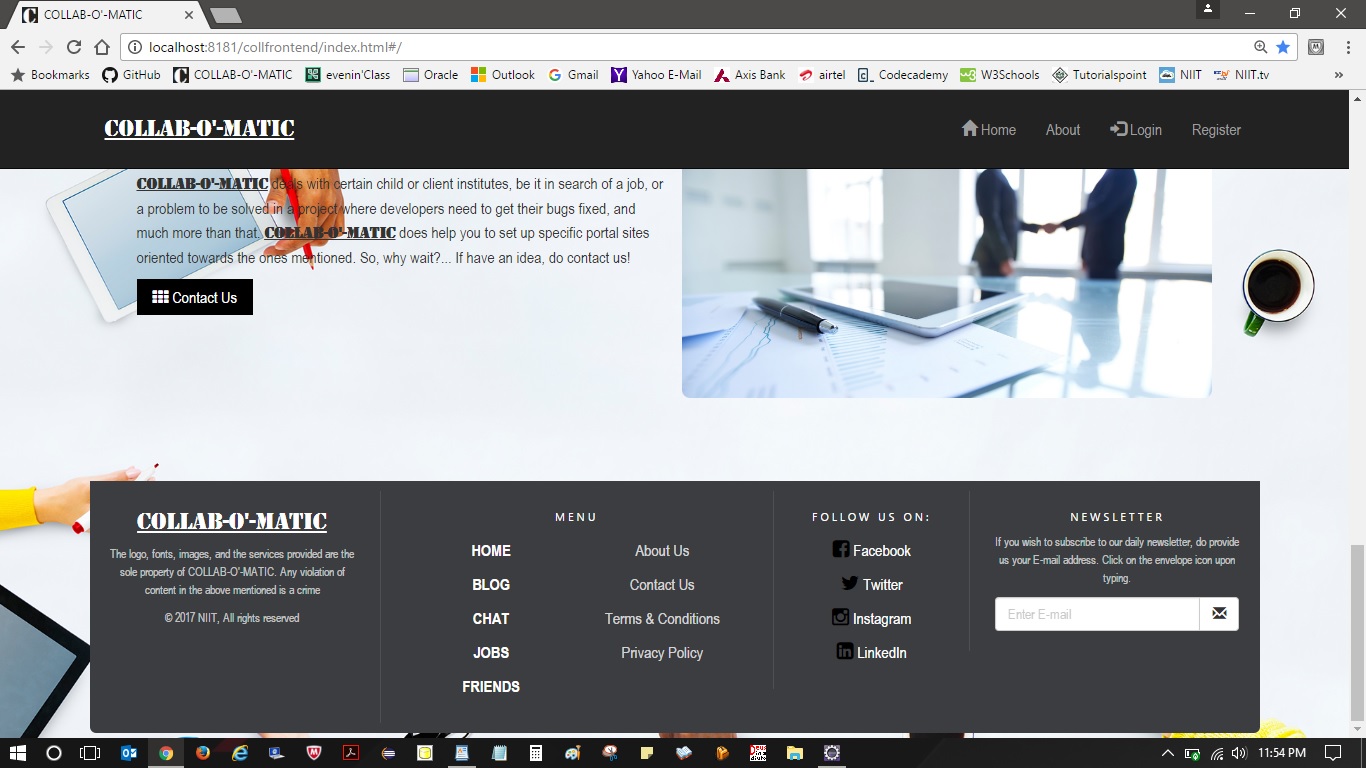 COLLAB-O'-MATIC
localhost:8181/collfrontend/index.html#/
Bookmarks GitHub COLLAB-O'-MATIC evenin'Class Oracle Outlook Gmail Yahoo E-Mail Axis Bank airtel Codecademy W3Schools Tutorialspoint NIIT NIIT.tv »
COLLAB-O'-MATIC Home About Login Register
COLLAB-O'-MATIC deals with certain child or client institutes, be it in search of a job, or
a problem to be solved in a project where developers need to get their bugs fixed, and
much more than that. COLLAB-O'-MATIC does help you to set up specific portal sites
oriented towards the ones mentioned. So, why wait?... If have an idea, do contact us!
Contact Us
COLLAB-O'-MATIC
The logo, fonts, images, and the services provided are the
sole property of COLLAB-O'-MATIC. Any violation of
content in the above mentioned is a crime
© 2017 NIIT, All rights reserved
MENU
HOME
BLOG
CHAT
JOBS
FRIENDS
About Us
Contact Us
Terms & Conditions
Privacy Policy
FOLLOW US ON:
Facebook
Twitter
Instagram
LinkedIn
NEWSLETTER
If you wish to subscribe to our daily newsletter, do provide
us your E-mail address. Click on the envelope icon upon
typing.
Enter E-mail
11:54 PM